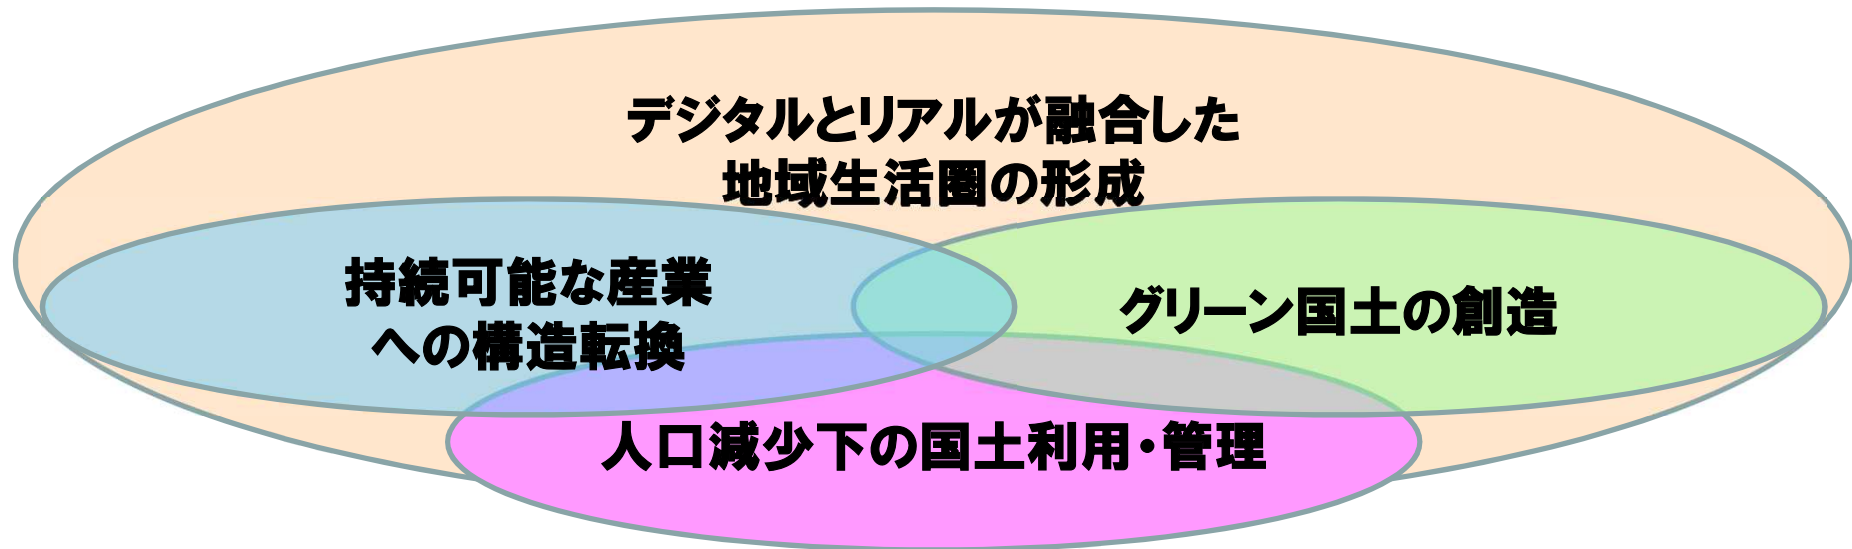 デジタルとリアルが融合した
地域生活圏の形成
持続可能な産業
への構造転換
グリーン国土の創造
人口減少下の国土利用・管理